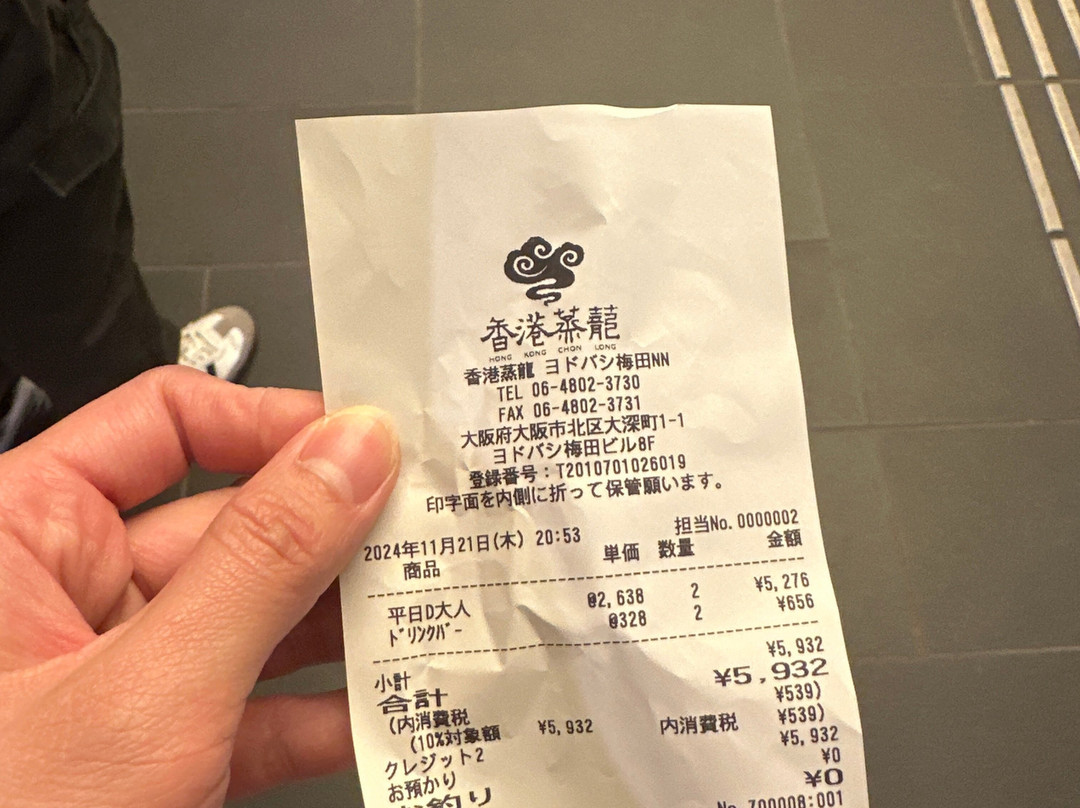 香港蒸龍
HONG KONG CHON LONG
香港蒸龍 ヨドバシ梅田NN
TEL 06-4802-3730
FAX 06-4802-3731
大阪府大阪市北区大深町1-1
ヨドバシ梅田ビル8F
登録番号:T2010701026019
印字面を内側に折って保管願います。
担当No.0000002
2024年11月21日(木) 20:53
商品 単価 数量 金額
平日D大人 @2,638 2 ¥5,276
ドリンクバー @328 2 ¥656
小計 ¥5,932
合計 ¥5,932
(内消費税 ¥539)
(10%対象額 ¥5,932 内消費税 ¥539)
クレジット2 ¥5,932
お預かり ¥0
お釣り ¥0
No.700008:001